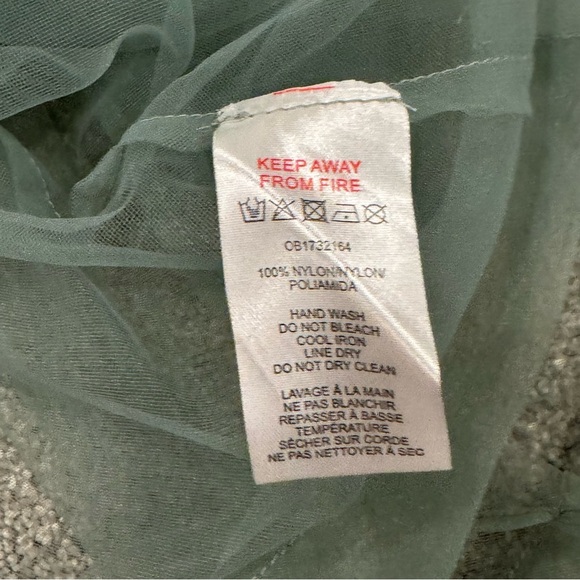 KEEP AWAY
FROM FIRE
OB1732164
100% NYLON/NYLON/
POLIAMIDA
HAND WASH
DO NOT BLEACH
COOL IRON
LINE DRY
DO NOT DRY CLEAN
LAVAGE À LA MAIN
NE PAS BLANCHIR
REPASSER À BASSE
TEMPÉRATURE
SÉCHER SUR CORDE
NE PAS NETTOYER À SEC